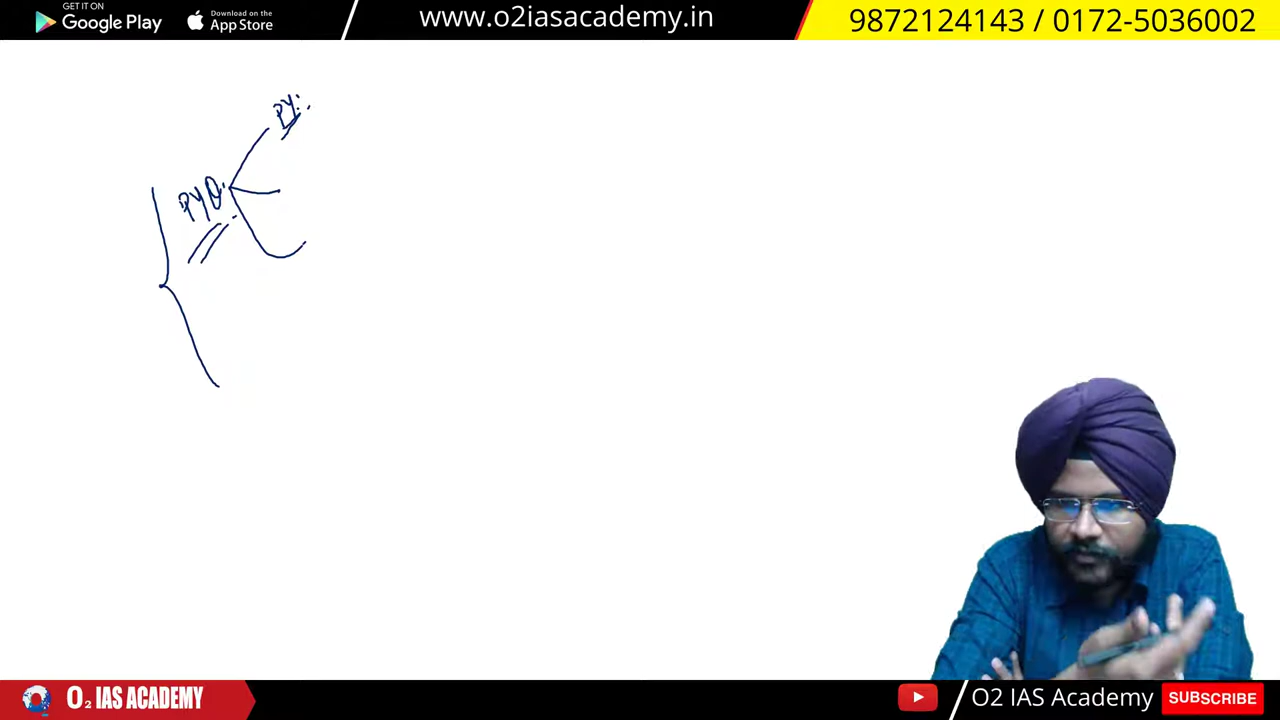 GET IT ON
Google Play
Download on the
App Store
www.o2iasacademy.in
9872124143 / 0172-5036002
PY:
PYQ:
O₂ IAS ACADEMY
O2 IAS Academy
SUBSCRIBE